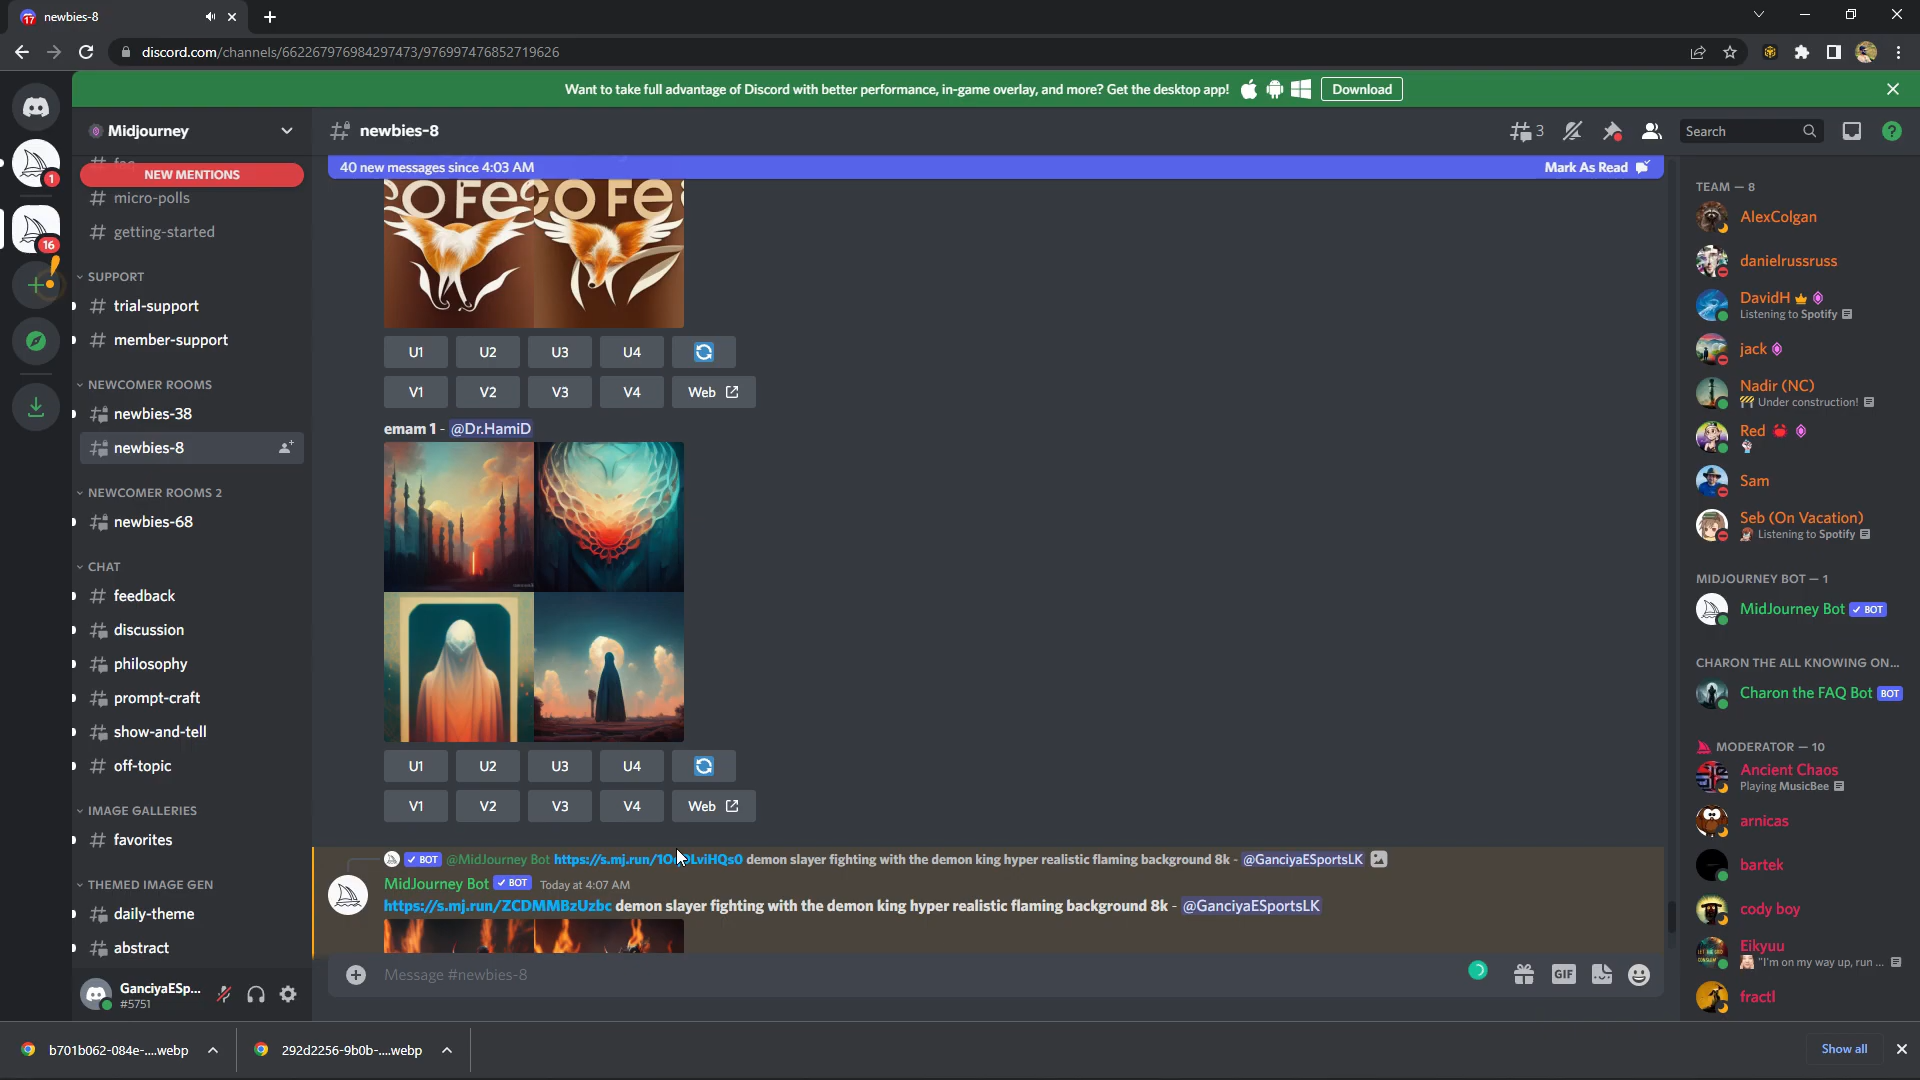 newbies-8
discord.com/channels/662267976984297473/976997476852719626
Want to take full advantage of Discord with better performance, in-game overlay, and more? Get the desktop app!
Download
1
16
Midjourney
NEW MENTIONS
micro-polls
getting-started
SUPPORT
trial-support
member-support
NEWCOMER ROOMS
newbies-38
newbies-8
NEWCOMER ROOMS 2
newbies-68
CHAT
feedback
discussion
philosophy
prompt-craft
show-and-tell
off-topic
IMAGE GALLERIES
favorites
THEMED IMAGE GEN
daily-theme
abstract
GanciyaESp...
#5751
newbies-8
3
Search
40 new messages since 4:03 AM
Mark As Read
U1 U2 U3 U4
V1 V2 V3 V4 Web
emam 1 - @Dr.HamiD
U1 U2 U3 U4
V1 V2 V3 V4 Web
BOT @MidJourney Bot demon slayer fighting with the demon king hyper realistic flaming background 8k - @GanciyaESportsLK
MidJourney Bot BOT Today at 4:07 AM
https://s.mj.run/ZCDMMBzUzbc demon slayer fighting with the demon king hyper realistic flaming background 8k - @GanciyaESportsLK
Message #newbies-8
GIF
TEAM — 8
AlexColgan
danielrussruss
DavidH
Listening to Spotify
jack
Nadir (NC)
Under construction!
Red
Sam
Seb (On Vacation)
Listening to Spotify
MIDJOURNEY BOT — 1
MidJourney Bot BOT
CHARON THE ALL KNOWING ON...
Charon the FAQ Bot BOT
MODERATOR — 10
Ancient Chaos
Playing MusicBee
arnicas
bartek
cody boy
Eikyuu
"I'm on my way up, run ...
fractl
b701b062-084e-....webp
292d2256-9b0b-....webp
Show all